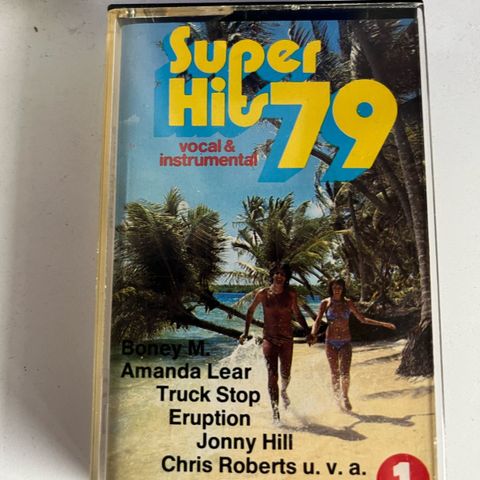 Super
Hits 79
vocal &
instrumental
Boney M.
Amanda Lear
Truck Stop
Eruption
Jonny Hill
Chris Roberts u. v. a.
1